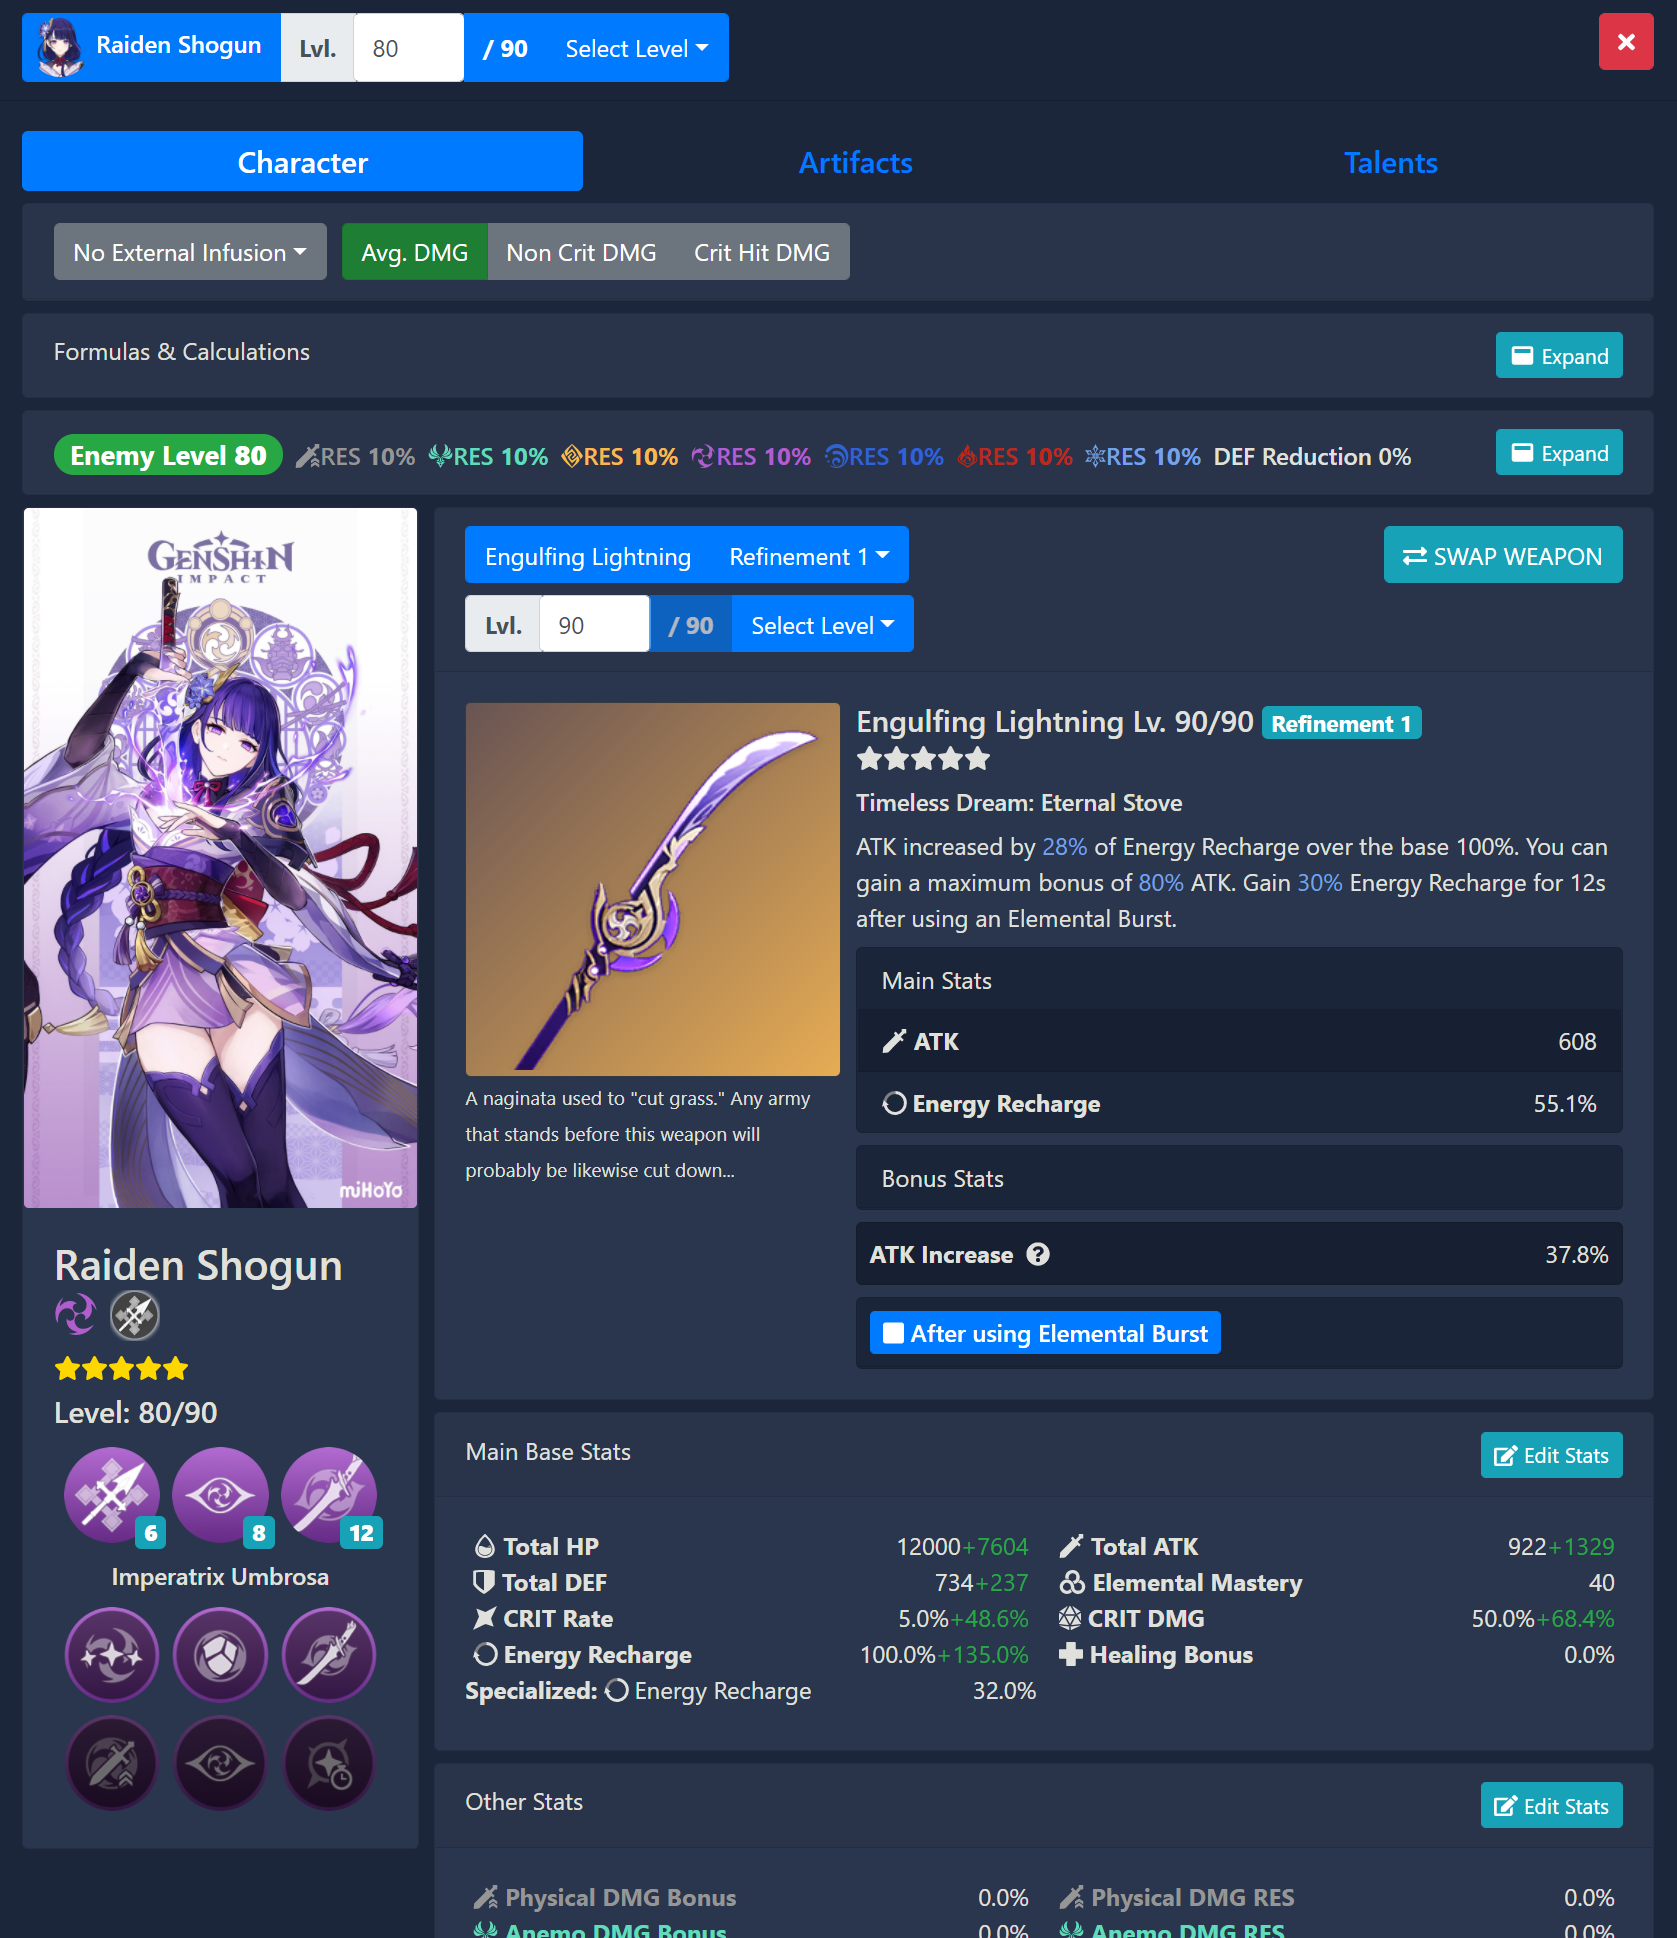 Raiden Shogun Lvl. 80 / 90 Select Level
Character Artifacts Talents
No External Infusion Avg. DMG Non Crit DMG Crit Hit DMG
Formulas & Calculations Expand
Enemy Level 80 RES 10% RES 10% RES 10% RES 10% RES 10% RES 10% RES 10% DEF Reduction 0% Expand
GENSHIN
IMPACT
miHoYo
Raiden Shogun
Level: 80/90
6 8 12
Imperatrix Umbrosa
Engulfing Lightning Refinement 1 SWAP WEAPON
Lvl. 90 / 90 Select Level
A naginata used to "cut grass." Any army
that stands before this weapon will
probably be likewise cut down...
Engulfing Lightning Lv. 90/90 Refinement 1
Timeless Dream: Eternal Stove
ATK increased by 28% of Energy Recharge over the base 100%. You can
gain a maximum bonus of 80% ATK. Gain 30% Energy Recharge for 12s
after using an Elemental Burst.
Main Stats
ATK 608
Energy Recharge 55.1%
Bonus Stats
ATK Increase 37.8%
After using Elemental Burst
Main Base Stats Edit Stats
Total HP 12000+7604 Total ATK 922+1329
Total DEF 734+237 Elemental Mastery 40
CRIT Rate 5.0%+48.6% CRIT DMG 50.0%+68.4%
Energy Recharge 100.0%+135.0% Healing Bonus 0.0%
Specialized: Energy Recharge 32.0%
Other Stats Edit Stats
Physical DMG Bonus 0.0% Physical DMG RES 0.0%
Anemo DMG Bonus 0.0% Anemo DMG RES 0.0%